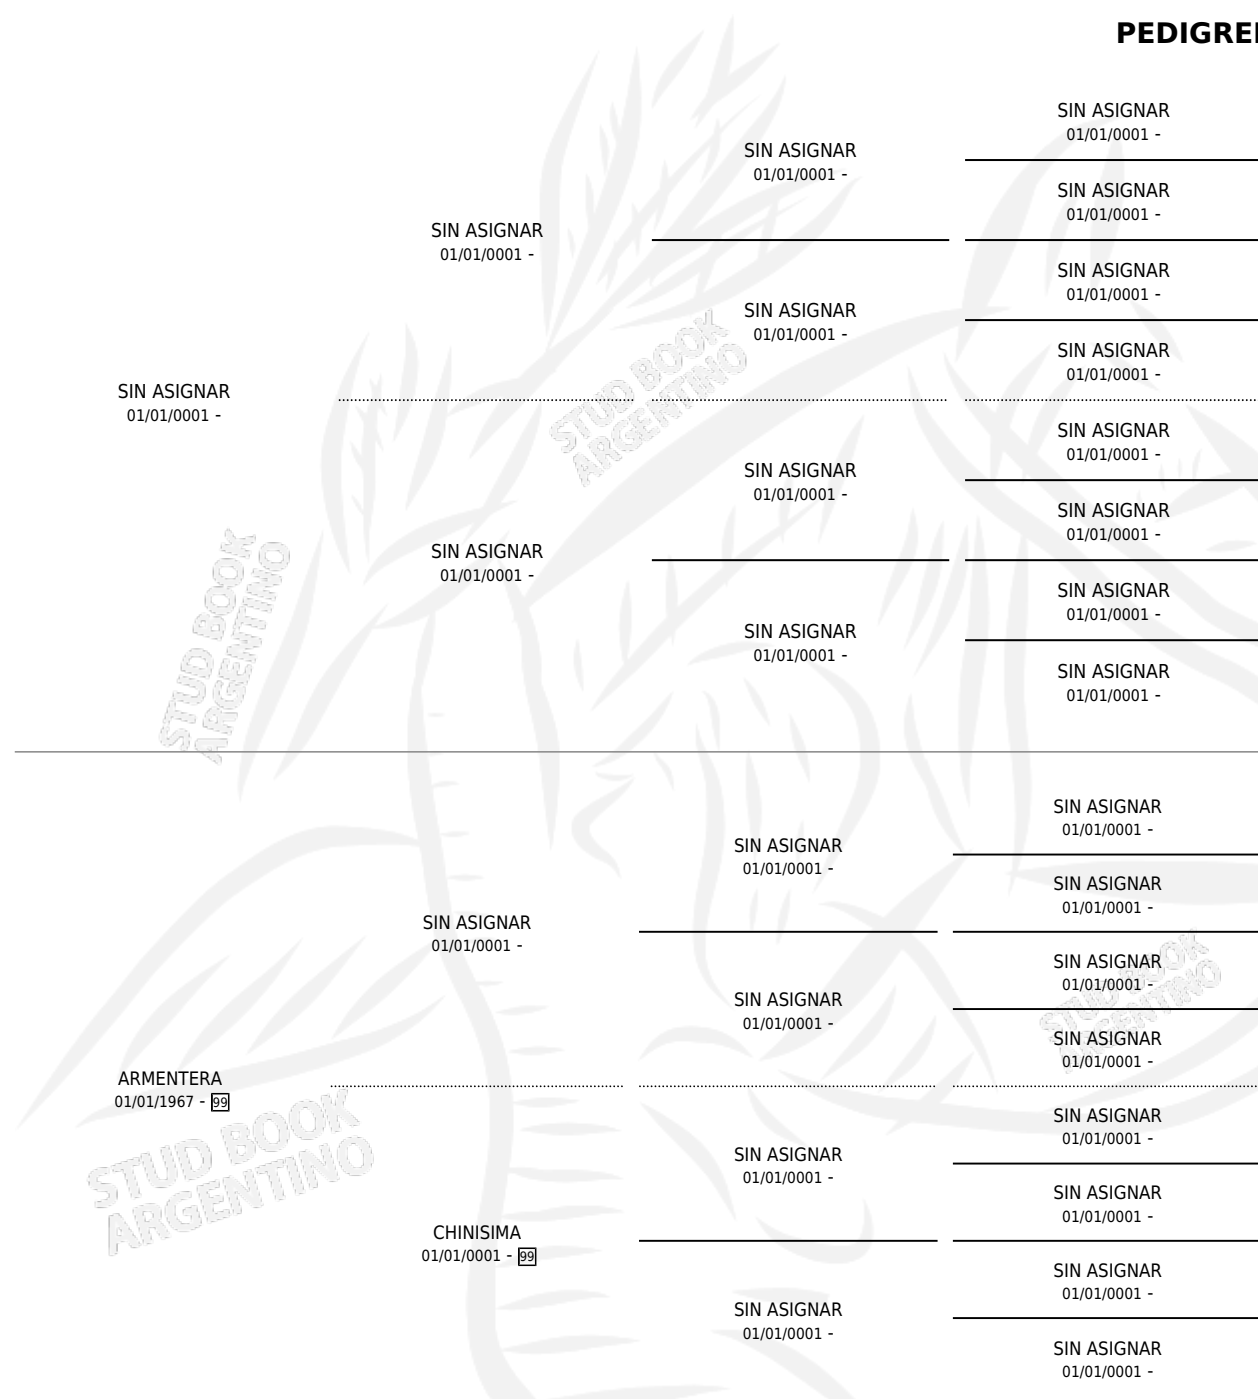 PEDIGREE
SIN ASIGNAR
01/01/0001 -
SIN ASIGNAR
01/01/0001 -
SIN ASIGNAR
01/01/0001 -
SIN ASIGNAR
01/01/0001 -
SIN ASIGNAR
01/01/0001 -
SIN ASIGNAR
01/01/0001 -
SIN ASIGNAR
01/01/0001 -
SIN ASIGNAR
01/01/0001 -
SIN ASIGNAR
01/01/0001 -
SIN ASIGNAR
01/01/0001 -
SIN ASIGNAR
01/01/0001 -
SIN ASIGNAR
01/01/0001 -
SIN ASIGNAR
01/01/0001 -
SIN ASIGNAR
01/01/0001 -
SIN ASIGNAR
01/01/0001 -
STUD BOOK
ARGENTINO
STUD BOOK
ARGENTINO
SIN ASIGNAR
01/01/0001 -
SIN ASIGNAR
01/01/0001 -
SIN ASIGNAR
01/01/0001 -
SIN ASIGNAR
01/01/0001 -
SIN ASIGNAR
01/01/0001 -
SIN ASIGNAR
01/01/0001 -
SIN ASIGNAR
01/01/0001 -
STUD BOOK
ARGENTINO
ARMENTERA
01/01/1967 - 99
SIN ASIGNAR
01/01/0001 -
SIN ASIGNAR
01/01/0001 -
SIN ASIGNAR
01/01/0001 -
CHINISIMA
01/01/0001 - 99
SIN ASIGNAR
01/01/0001 -
SIN ASIGNAR
01/01/0001 -
SIN ASIGNAR
01/01/0001 -
STUD BOOK
ARGENTINO